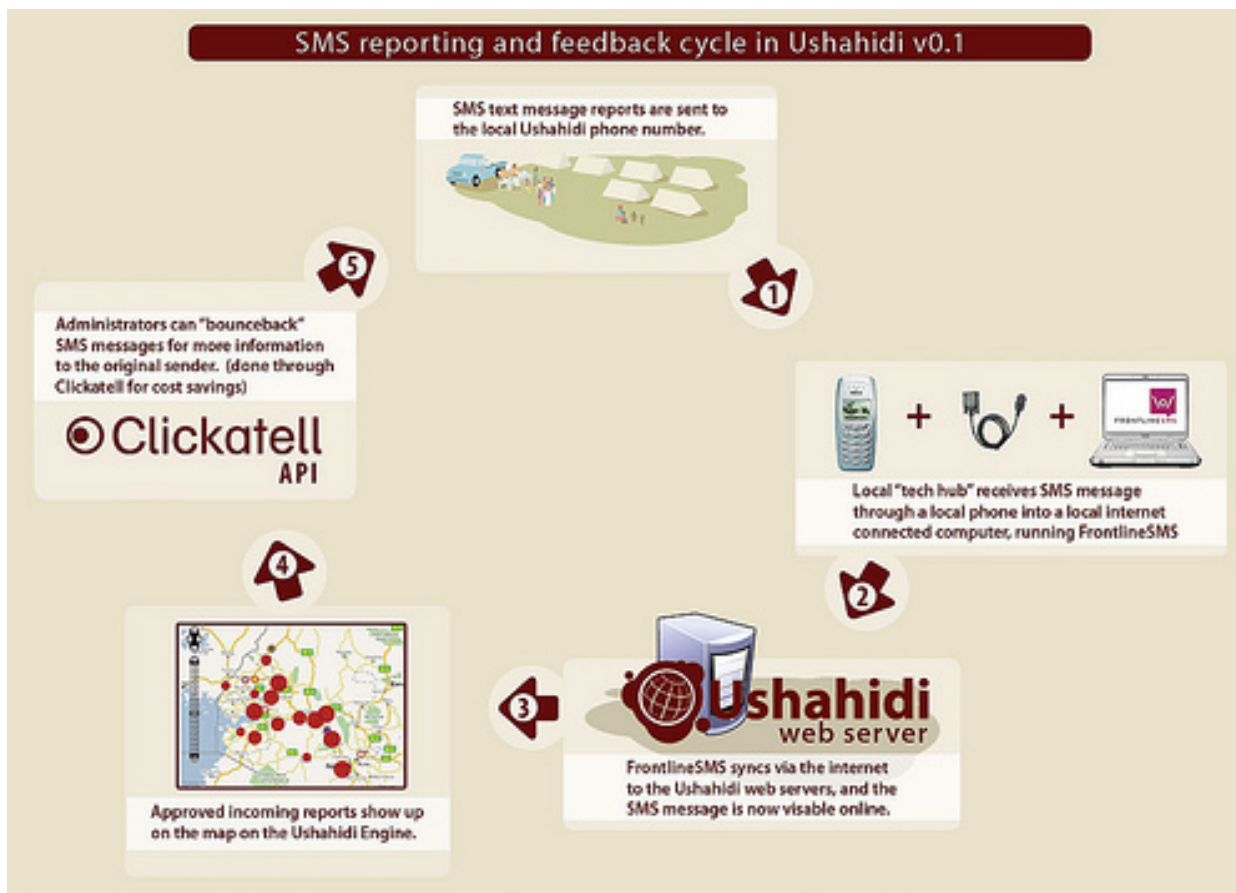 SMS reporting and feedback cycle in Ushahidi v0.1
SMS text message reports are sent to
the local Ushahidi phone number.
1
FRONTLINESMS
Local "tech hub" receives SMS message
through a local phone into a local internet
connected computer, running FrontlineSMS
2
Ushahidi
web server
FrontlineSMS syncs via the internet
to the Ushahidi web servers, and the
SMS message is now visable online.
3
Approved incoming reports show up
on the map on the Ushahidi Engine.
4
Administrators can "bounceback"
SMS messages for more information
to the original sender. (done through
Clickatell for cost savings)
Clickatell
API
5